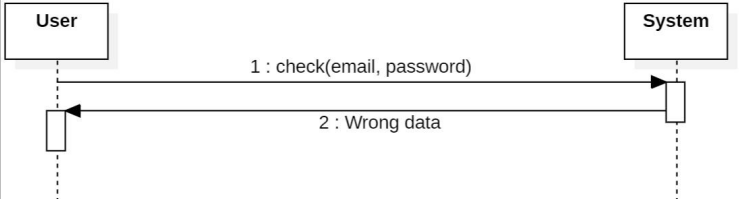 User
System
1 : check(email, password)
2 : Wrong data